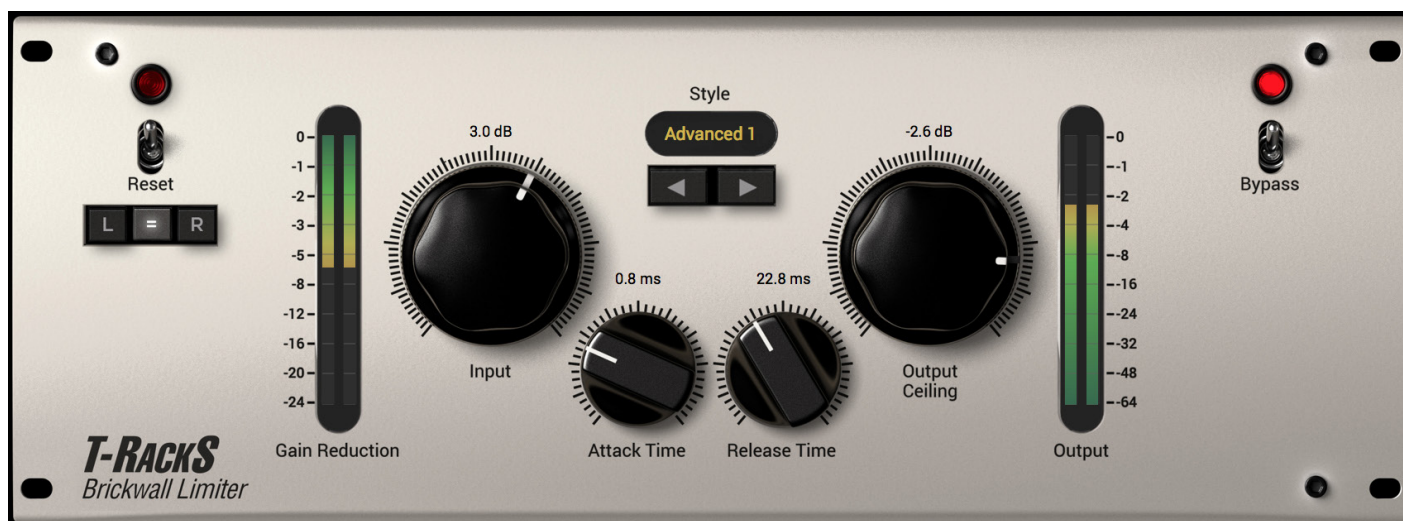 Style
Advanced 1
3.0 dB
-2.6 dB
Reset
L = R
Bypass
0
-1
-2
-3
-5
-8
-12
-16
-20
-24
Gain Reduction
Input
0.8 ms
Attack Time
22.8 ms
Release Time
Output
Ceiling
0
-1
-2
-4
-8
-16
-24
-32
-48
-64
Output
T-RackS
Brickwall Limiter